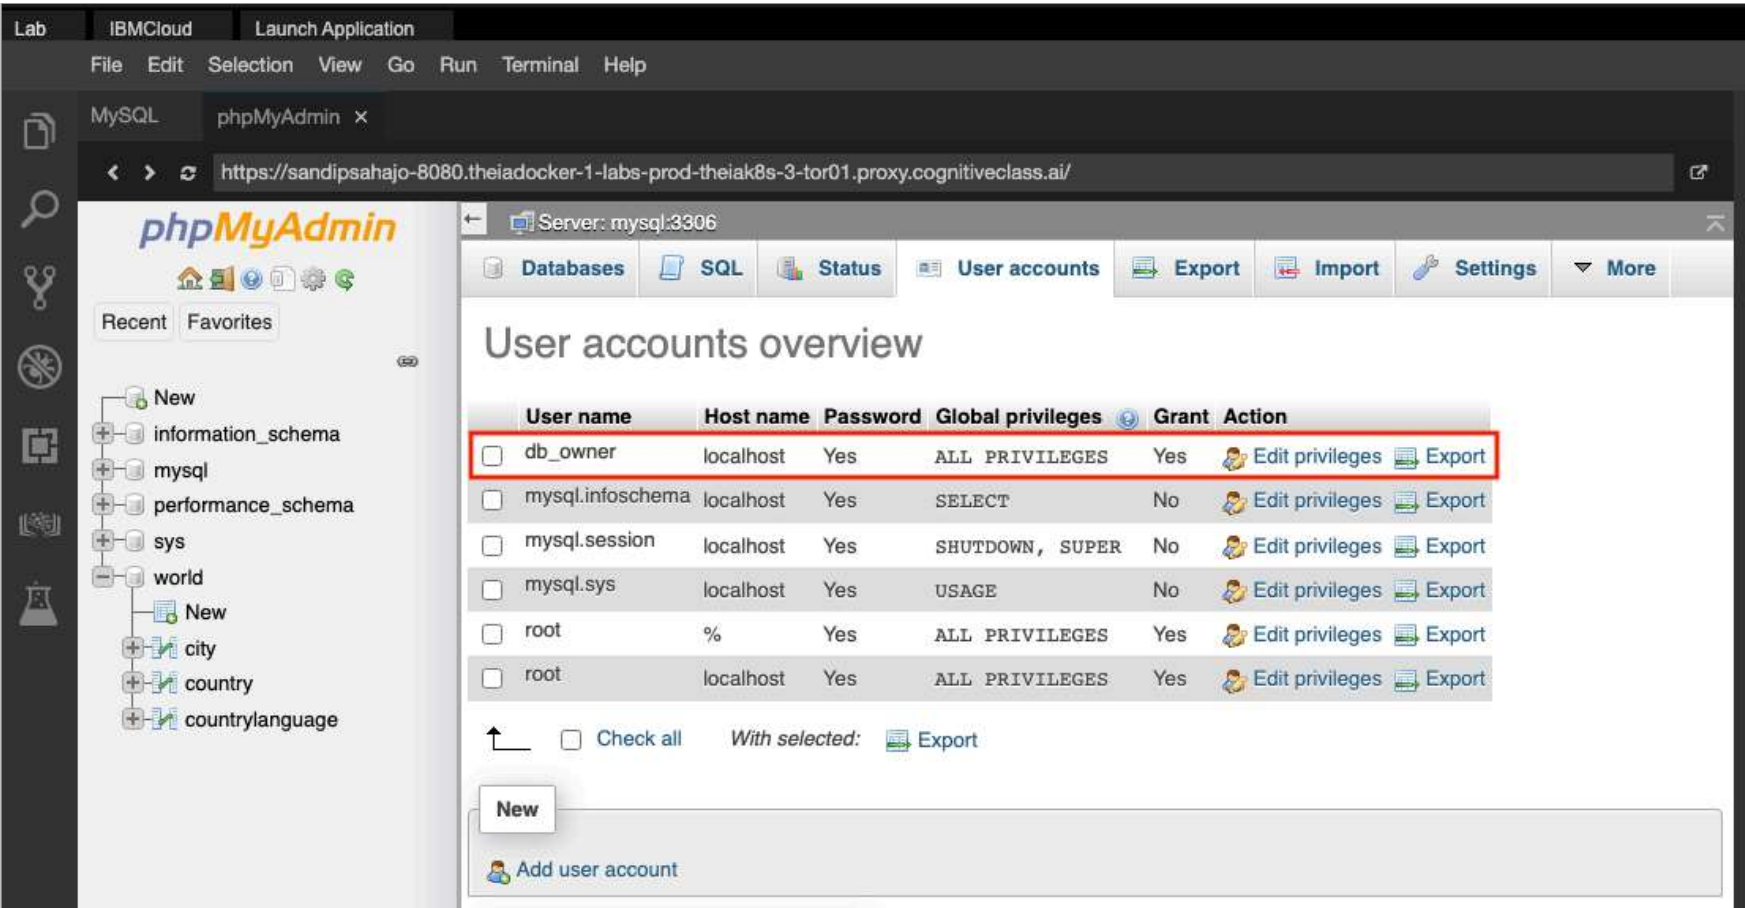 Lab IBMCloud Launch Application
File Edit Selection View Go Run Terminal Help
MySQL phpMyAdmin ×
https://sandipsahajo-8080.theiadocker-1-labs-prod-theiak8s-3-tor01.proxy.cognitiveclass.ai/
phpMyAdmin
Recent Favorites
New
information_schema
mysql
performance_schema
sys
world
New
city
country
countrylanguage
Server: mysql:3306
Databases SQL Status User accounts Export Import Settings More
User accounts overview
User name Host name Password Global privileges Grant Action
db_owner localhost Yes ALL PRIVILEGES Yes Edit privileges Export
mysql.infoschema localhost Yes SELECT No Edit privileges Export
mysql.session localhost Yes SHUTDOWN, SUPER No Edit privileges Export
mysql.sys localhost Yes USAGE No Edit privileges Export
root % Yes ALL PRIVILEGES Yes Edit privileges Export
root localhost Yes ALL PRIVILEGES Yes Edit privileges Export
Check all With selected: Export
New
Add user account